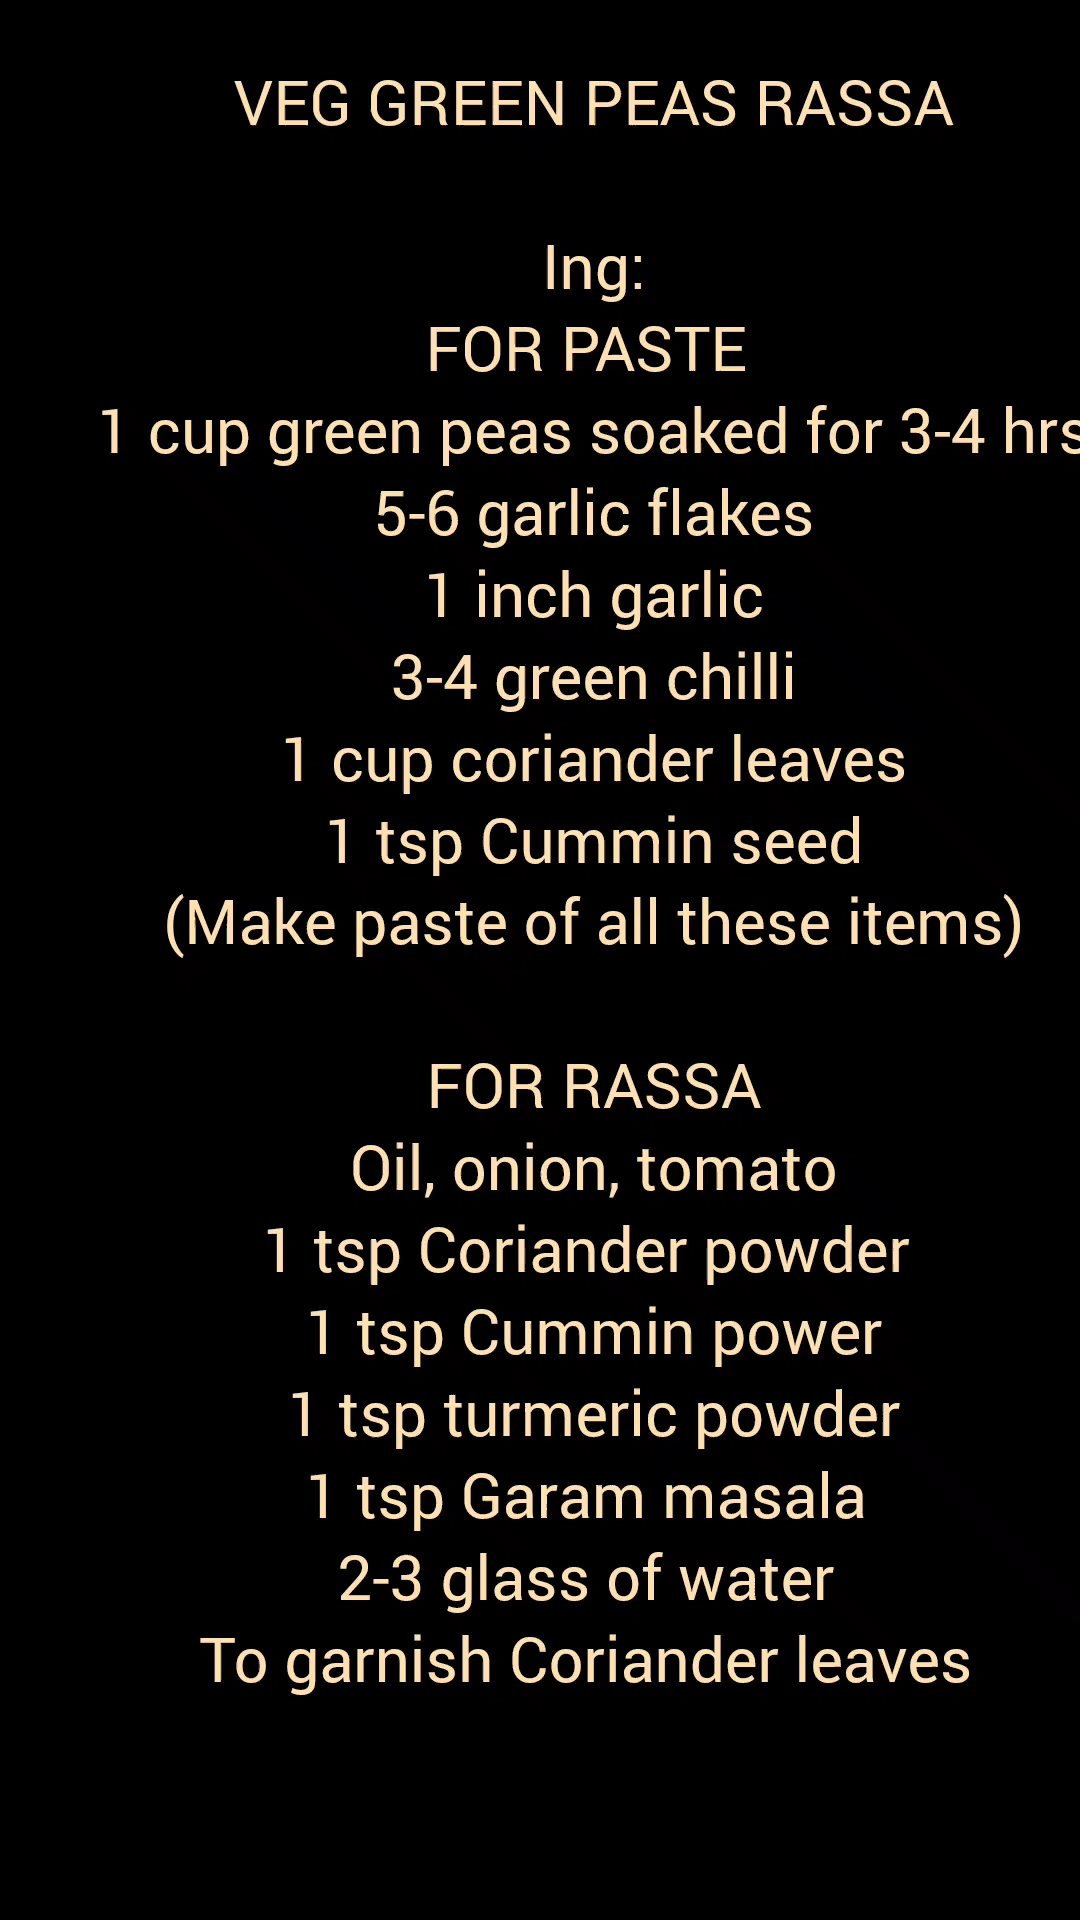 VEG GREEN PEAS RASSA
Ing:
FOR PASTE
1 cup green peas soaked for 3-4 hrs
5-6 garlic flakes
1 inch garlic
3-4 green chilli
1 cup coriander leaves
1 tsp Cummin seed
(Make paste of all these items)
FOR RASSA
Oil, onion, tomato
1 tsp Coriander powder
1 tsp Cummin power
1 tsp turmeric powder
1 tsp Garam masala
2-3 glass of water
To garnish Coriander leaves